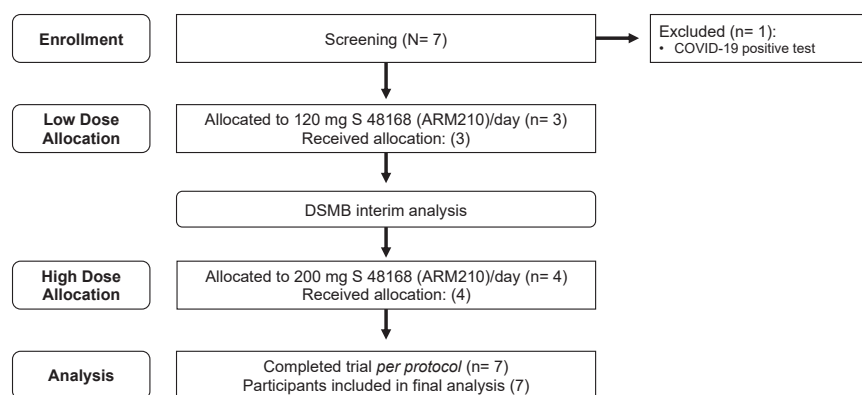 Enrollment
Screening (N= 7)
Excluded (n= 1):
• COVID-19 positive test
Low Dose
Allocation
Allocated to 120 mg S 48168 (ARM210)/day (n= 3)
Received allocation: (3)
DSMB interim analysis
High Dose
Allocation
Allocated to 200 mg S 48168 (ARM210)/day (n= 4)
Received allocation: (4)
Analysis
Completed trial per protocol (n= 7)
Participants included in final analysis (7)